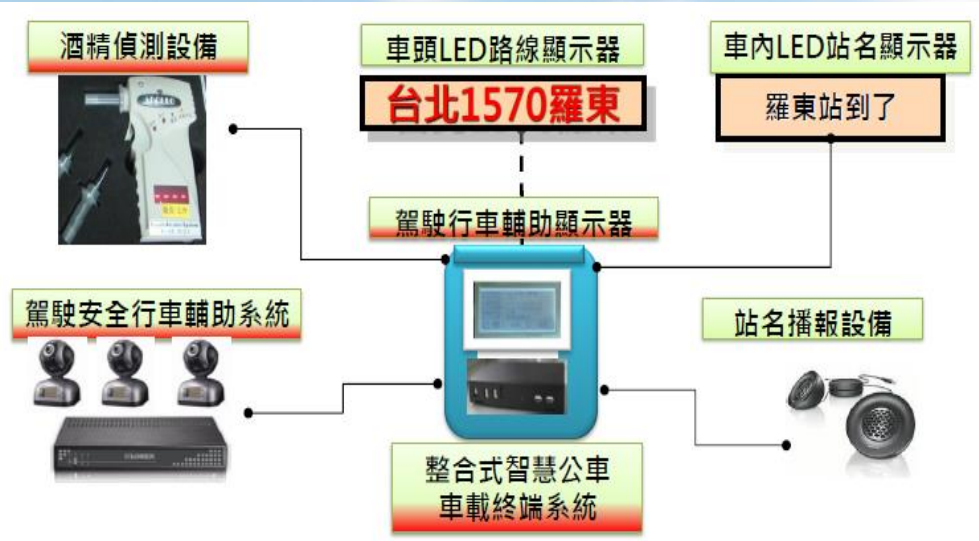 酒精偵測設備
車頭LED路線顯示器
車內LED站名顯示器
台北1570羅東
羅東站到了
駕駛行車輔助顯示器
駕駛安全行車輔助系統
站名播報設備
整合式智慧公車
車載終端系統